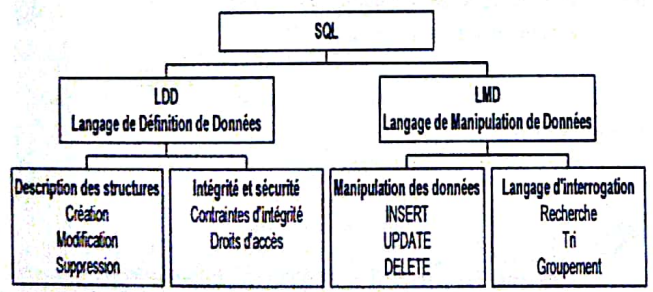 SQL
LDD
Langage de Définition de Données
LMD
Langage de Manipulation de Données
Description des structures
Création
Modification
Suppression
Intégrité et sécurité
Contraintes d'intégrité
Droits d'accès
Manipulation des données
INSERT
UPDATE
DELETE
Langage d'interrogation
Recherche
Tri
Groupement